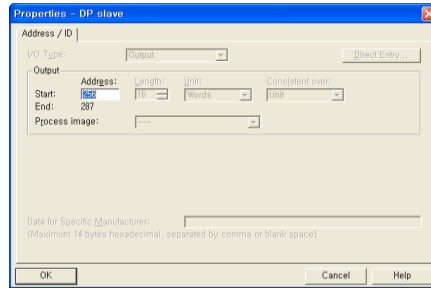 Properties - DP slave
Address / ID
I/O Type: Output Direct Entry...
Output
Address: Length: Unit: Consistent over:
Start: 256 16 Words Unit
End: 287
Process image: ---
Data for Specific Manufacturer:
(Maximum 14 bytes hexadecimal, separated by comma or blank space)
OK Cancel Help